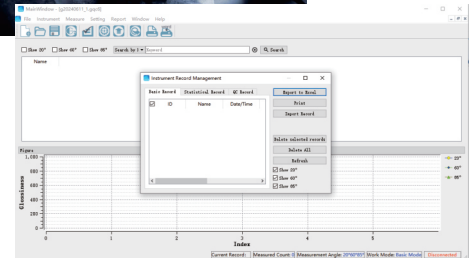 MainWindow - [g20240611_1.gqsd]
File Instrument Measure Setting Report Window Help
Show 20° Show 60° Show 85° Search by I Keyword Search
Name
Instrument Record Management
Basic Record Statistical Record QC Record
ID Name Date/Time
Export to Excel
Print
Export Record
Delete selected records
Delete All
Refresh
Show 20°
Show 60°
Show 85°
Figure
1,000
800
600
400
200
0
Glossiness
0 1 2 3 4 5
Index
20°
60°
85°
Current Record: Measured Count: 0 Measurement Angle: 20°60°85° Work Mode: Basic Mode Disconnected